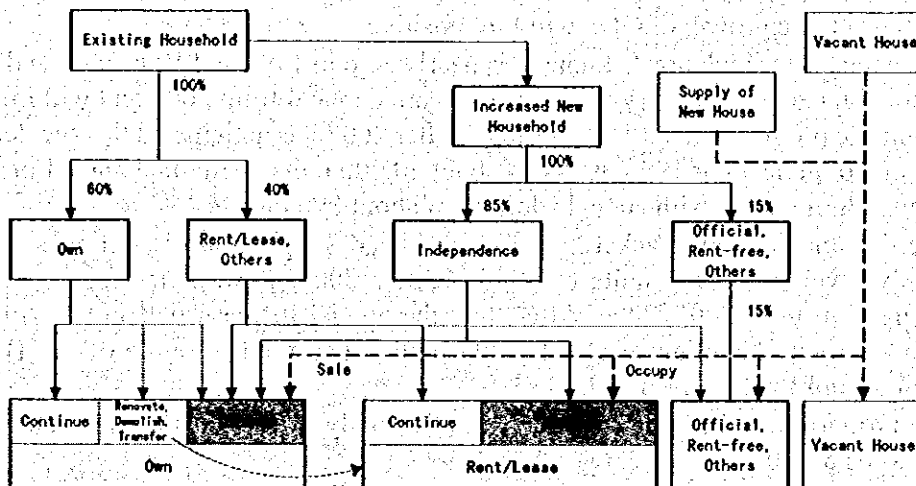 Existing Household
Vacant House
100%
Increased New
Household
Supply of
New House
100%
60%
40%
85%
15%
Own
Rent/Lease,
Others
Independence
Official,
Rent-free,
Others
15%
Sale
Occupy
Continue
Renovate,
Demolish,
Transfer
Own
Continue
Rent/Lease
Official,
Rent-free,
Others
Vacant House